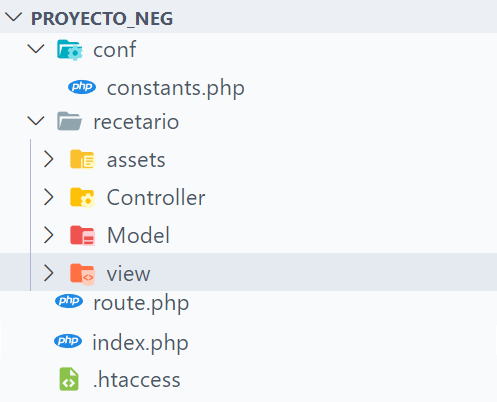 PROYECTO_NEG
conf
php constants.php
recetario
assets
Controller
Model
view
php route.php
php index.php
.htaccess